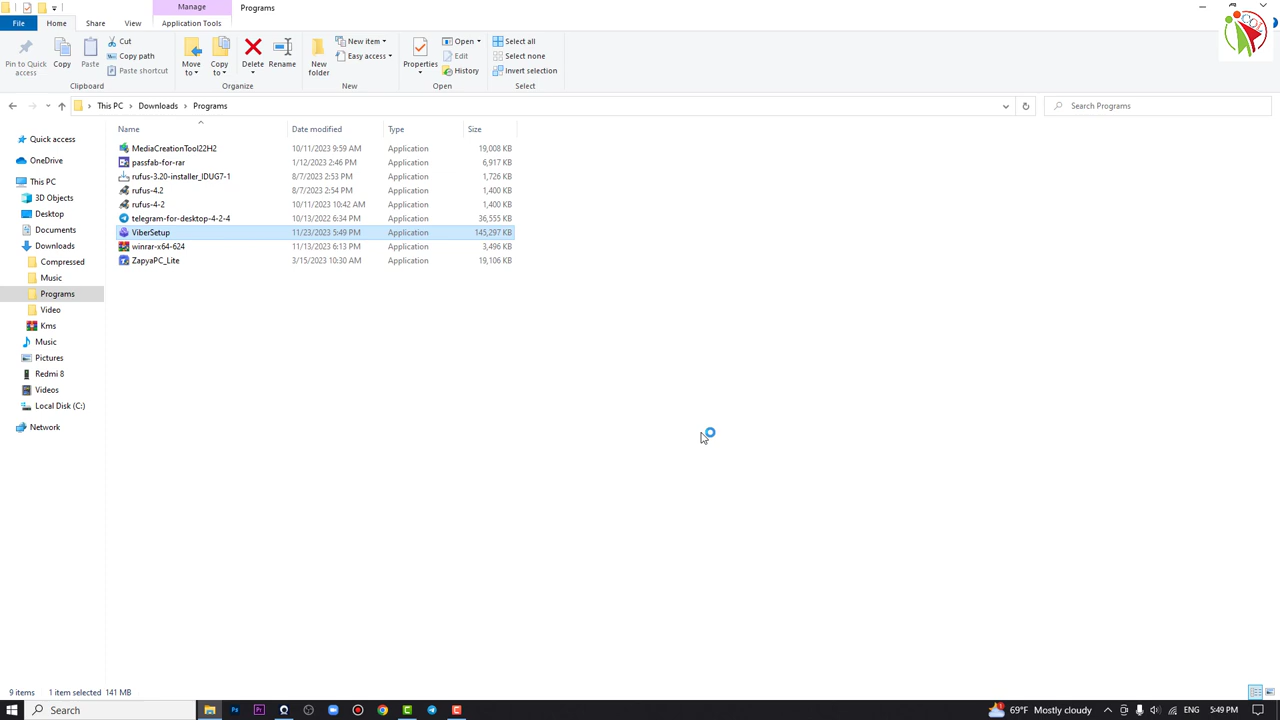 Manage
Programs
File
Home
Share
View
Application Tools
Pin to Quick access
Copy
Paste
Cut
Copy path
Paste shortcut
Clipboard
Move to
Copy to
Delete
Rename
Organize
New folder
New item
Easy access
New
Properties
Open
Edit
History
Open
Select all
Select none
Invert selection
Select
This PC > Downloads > Programs
Search Programs
Name Date modified Type Size
MediaCreationTool22H2 10/11/2023 9:59 AM Application 19,008 KB
passfab-for-rar 1/12/2023 2:46 PM Application 6,917 KB
rufus-3.20-installer_IDUG7-1 8/7/2023 2:53 PM Application 1,726 KB
rufus-4.2 8/7/2023 2:54 PM Application 1,400 KB
rufus-4-2 10/11/2023 10:42 AM Application 1,400 KB
telegram-for-desktop-4-2-4 10/13/2022 6:34 PM Application 36,555 KB
ViberSetup 11/23/2023 5:49 PM Application 145,297 KB
winrar-x64-624 11/13/2023 6:13 PM Application 3,496 KB
ZapyaPC_Lite 3/15/2023 10:30 AM Application 19,106 KB
Quick access
OneDrive
This PC
3D Objects
Desktop
Documents
Downloads
Compressed
Music
Programs
Video
Kms
Music
Pictures
Redmi 8
Videos
Local Disk (C:)
Network
9 items 1 item selected 141 MB
Search
69°F Mostly cloudy
ENG
5:49 PM